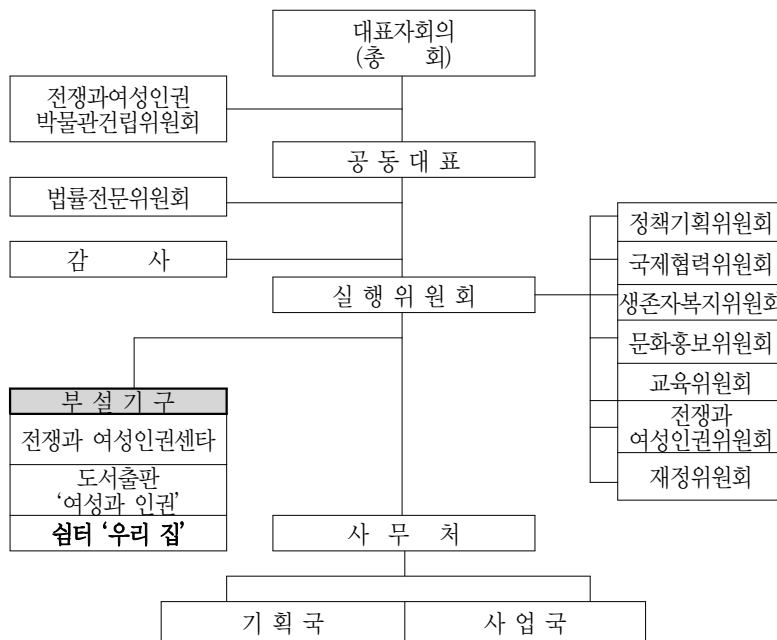 대표자회의
(총 회)
전쟁과여성인권
박물관건립위원회
공 동 대 표
법률전문위원회
감 사
실 행 위 원 회
정책기획위원회
국제협력위원회
생존자복지위원회
문화홍보위원회
교육위원회
전쟁과
여성인권위원회
재정위원회
부 설 기 구
전쟁과 여성인권센타
도서출판
‘여성과 인권’
쉼터 ‘우리 집’
사 무 처
기 획 국
사 업 국